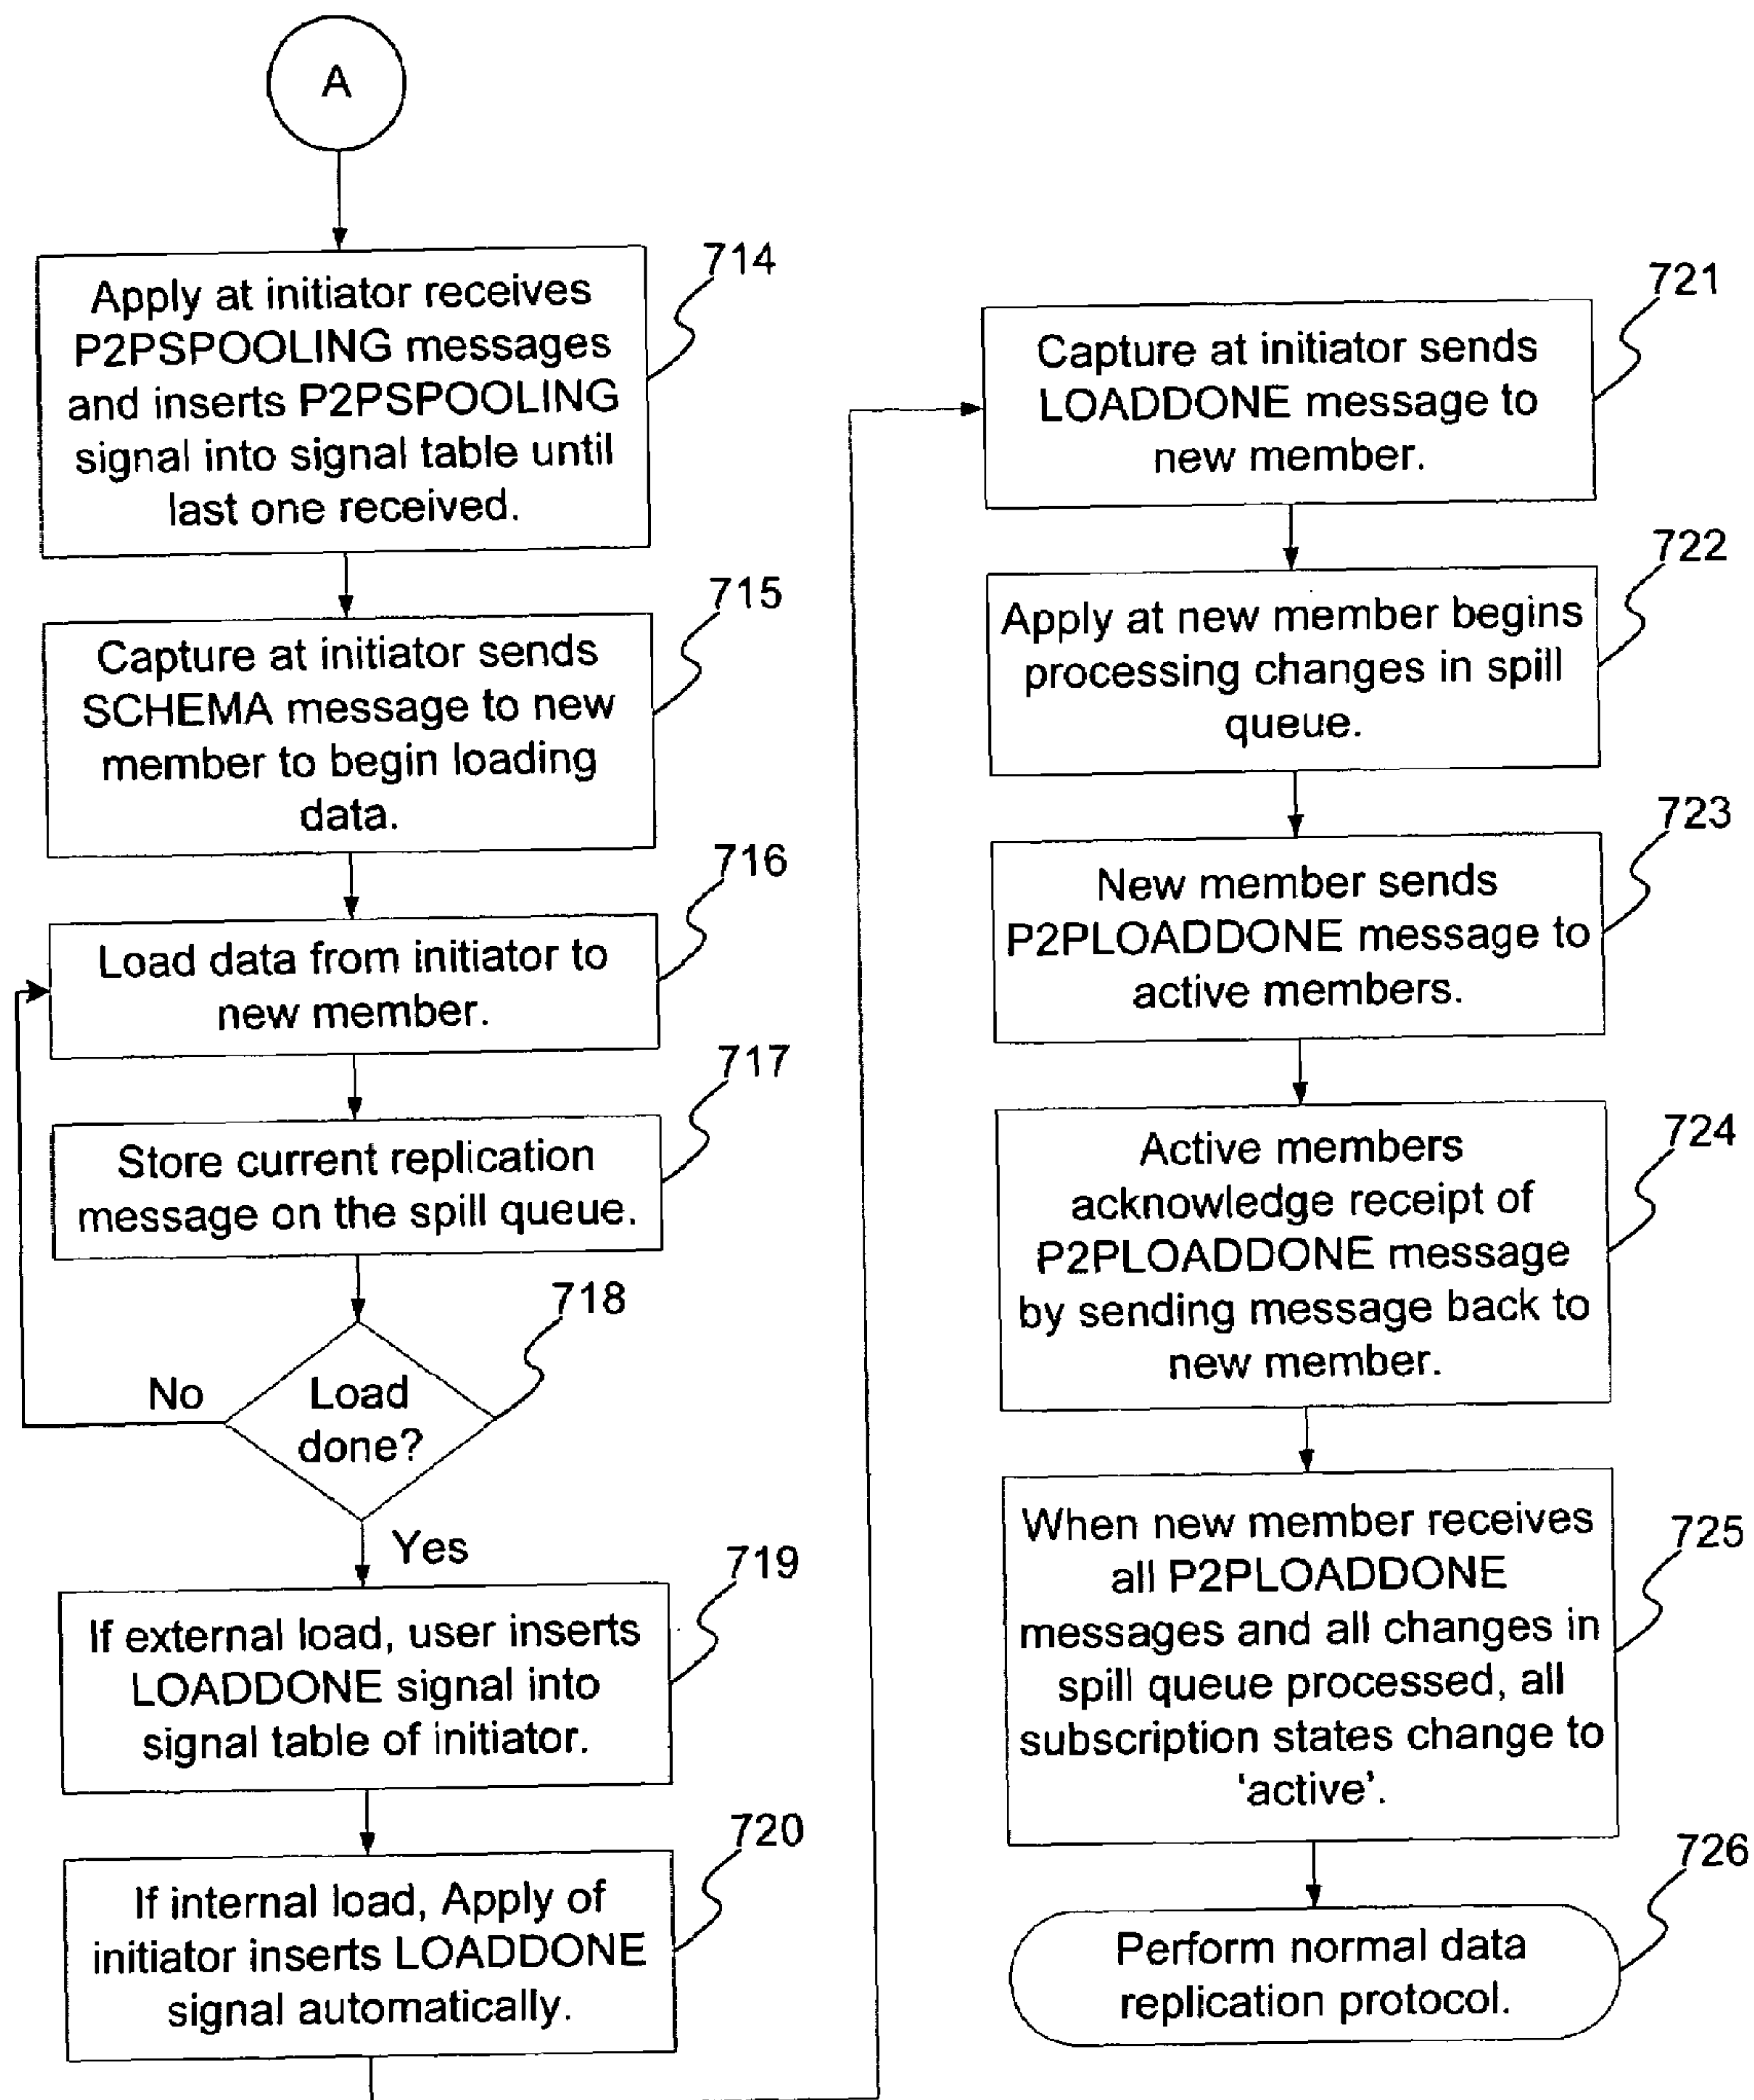 A
714
Apply at initiator receives
P2PSPOOLING messages
and inserts P2PSPOOLING
signal into signal table until
last one received.
715
Capture at initiator sends
SCHEMA message to new
member to begin loading
data.
716
Load data from initiator to
new member.
717
Store current replication
message on the spill queue.
718
Load
done?
No
Yes
719
If external load, user inserts
LOADDONE signal into
signal table of initiator.
720
If internal load, Apply of
initiator inserts LOADDONE
signal automatically.
721
Capture at initiator sends
LOADDONE message to
new member.
722
Apply at new member begins
processing changes in spill
queue.
723
New member sends
P2PLOADDONE message to
active members.
724
Active members
acknowledge receipt of
P2PLOADDONE message
by sending message back to
new member.
725
When new member receives
all P2PLOADDONE
messages and all changes in
spill queue processed, all
subscription states change to
‘active’.
726
Perform normal data
replication protocol.